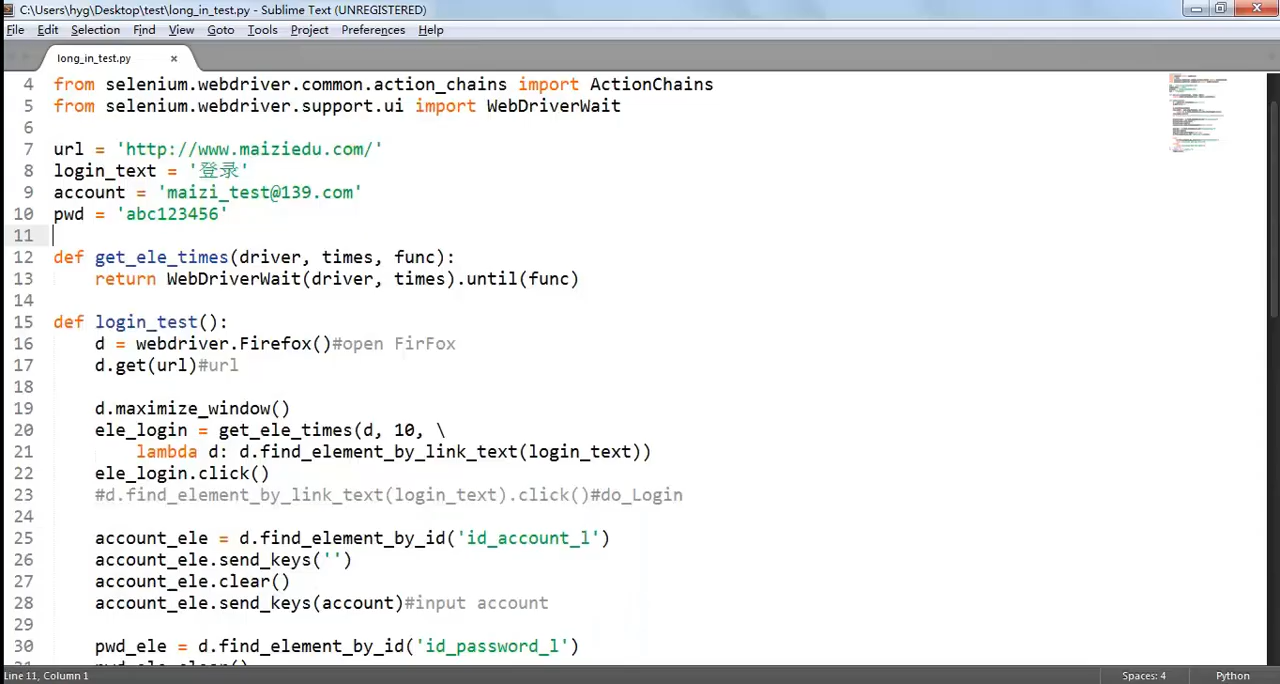 C:\Users\hyg\Desktop\test\long_in_test.py - Sublime Text (UNREGISTERED)
File Edit Selection Find View Goto Tools Project Preferences Help
long_in_test.py ×
4 from selenium.webdriver.common.action_chains import ActionChains
5 from selenium.webdriver.support.ui import WebDriverWait
6
7 url = 'http://www.maiziedu.com/'
8 login_text = '登录'
9 account = 'maizi_test@139.com'
10 pwd = 'abc123456'
11
12 def get_ele_times(driver, times, func):
13     return WebDriverWait(driver, times).until(func)
14
15 def login_test():
16     d = webdriver.Firefox()#open FirFox
17     d.get(url)#url
18
19     d.maximize_window()
20     ele_login = get_ele_times(d, 10, \
21         lambda d: d.find_element_by_link_text(login_text))
22     ele_login.click()
23     #d.find_element_by_link_text(login_text).click()#do_Login
24
25     account_ele = d.find_element_by_id('id_account_l')
26     account_ele.send_keys('')
27     account_ele.clear()
28     account_ele.send_keys(account)#input account
29
30     pwd_ele = d.find_element_by_id('id_password_l')
pwd_ele.clear()
Line 11, Column 1 Spaces: 4 Python